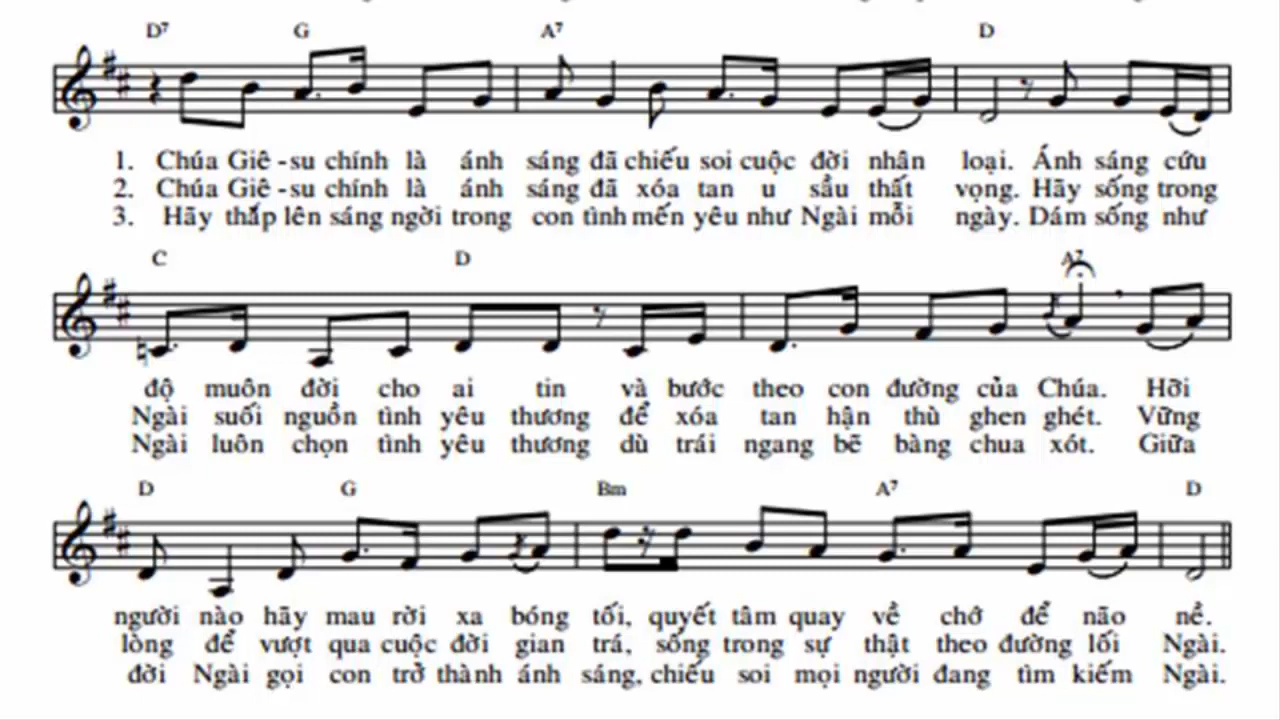 D7 G A7 D
1. Chúa Giê -su chính là ánh sáng đã chiếu soi cuộc đời nhân loại. Ánh sáng cứu
2. Chúa Giê -su chính là ánh sáng đã xóa tan u sầu thất vọng. Hãy sống trong
3. Hãy thắp lên sáng ngời trong con tình mến yêu như Ngài mỗi ngày. Dám sống như
C D A7
độ muôn đời cho ai tin và bước theo con đường của Chúa. Hỡi
Ngài suối nguồn tình yêu thương để xóa tan hận thù ghen ghét. Vững
Ngài luôn chọn tình yêu thương dù trái ngang bẽ bàng chua xót. Giữa
D G Bm A7 D
người nào hãy mau rời xa bóng tối, quyết tâm quay về chớ để não nề.
lòng để vượt qua cuộc đời gian trá, sống trong sự thật theo đường lối Ngài.
đời Ngài gọi con trở thành ánh sáng, chiếu soi mọi người đang tìm kiếm Ngài.